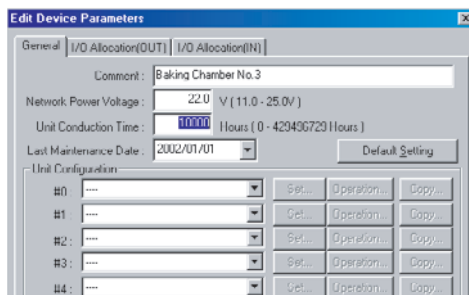 Edit Device Parameters
General I/O Allocation(OUT) I/O Allocation(IN)
Comment : Baking Chamber No.3
Network Power Voltage : 22.0 V ( 11.0 - 25.0V )
Unit Conduction Time : 10000 Hours ( 0 - 429496729 Hours )
Last Maintenance Date : 2002/01/01 Default Setting
Unit Configuration
#0 ---- Set... Operation... Copy...
#1 ---- Set... Operation... Copy...
#2 : ---- Set... Operation... Copy...
#3 : ---- Set... Operation... Copy...
#4 : ---- Set... Operation... Copy...